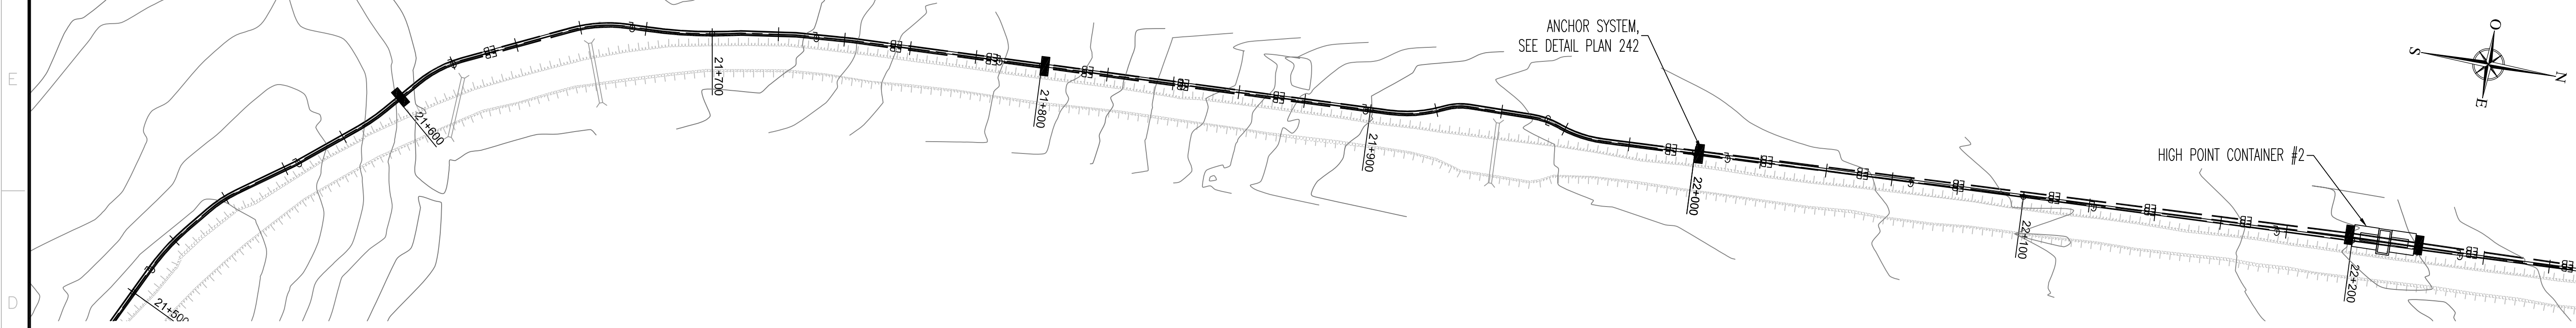 E
D
21+500
21+600
21+700
21+800
ANCHOR SYSTEM,
SEE DETAIL PLAN 242
21+900
22+000
22+100
HIGH POINT CONTAINER #2
22+200
O
S
N
E